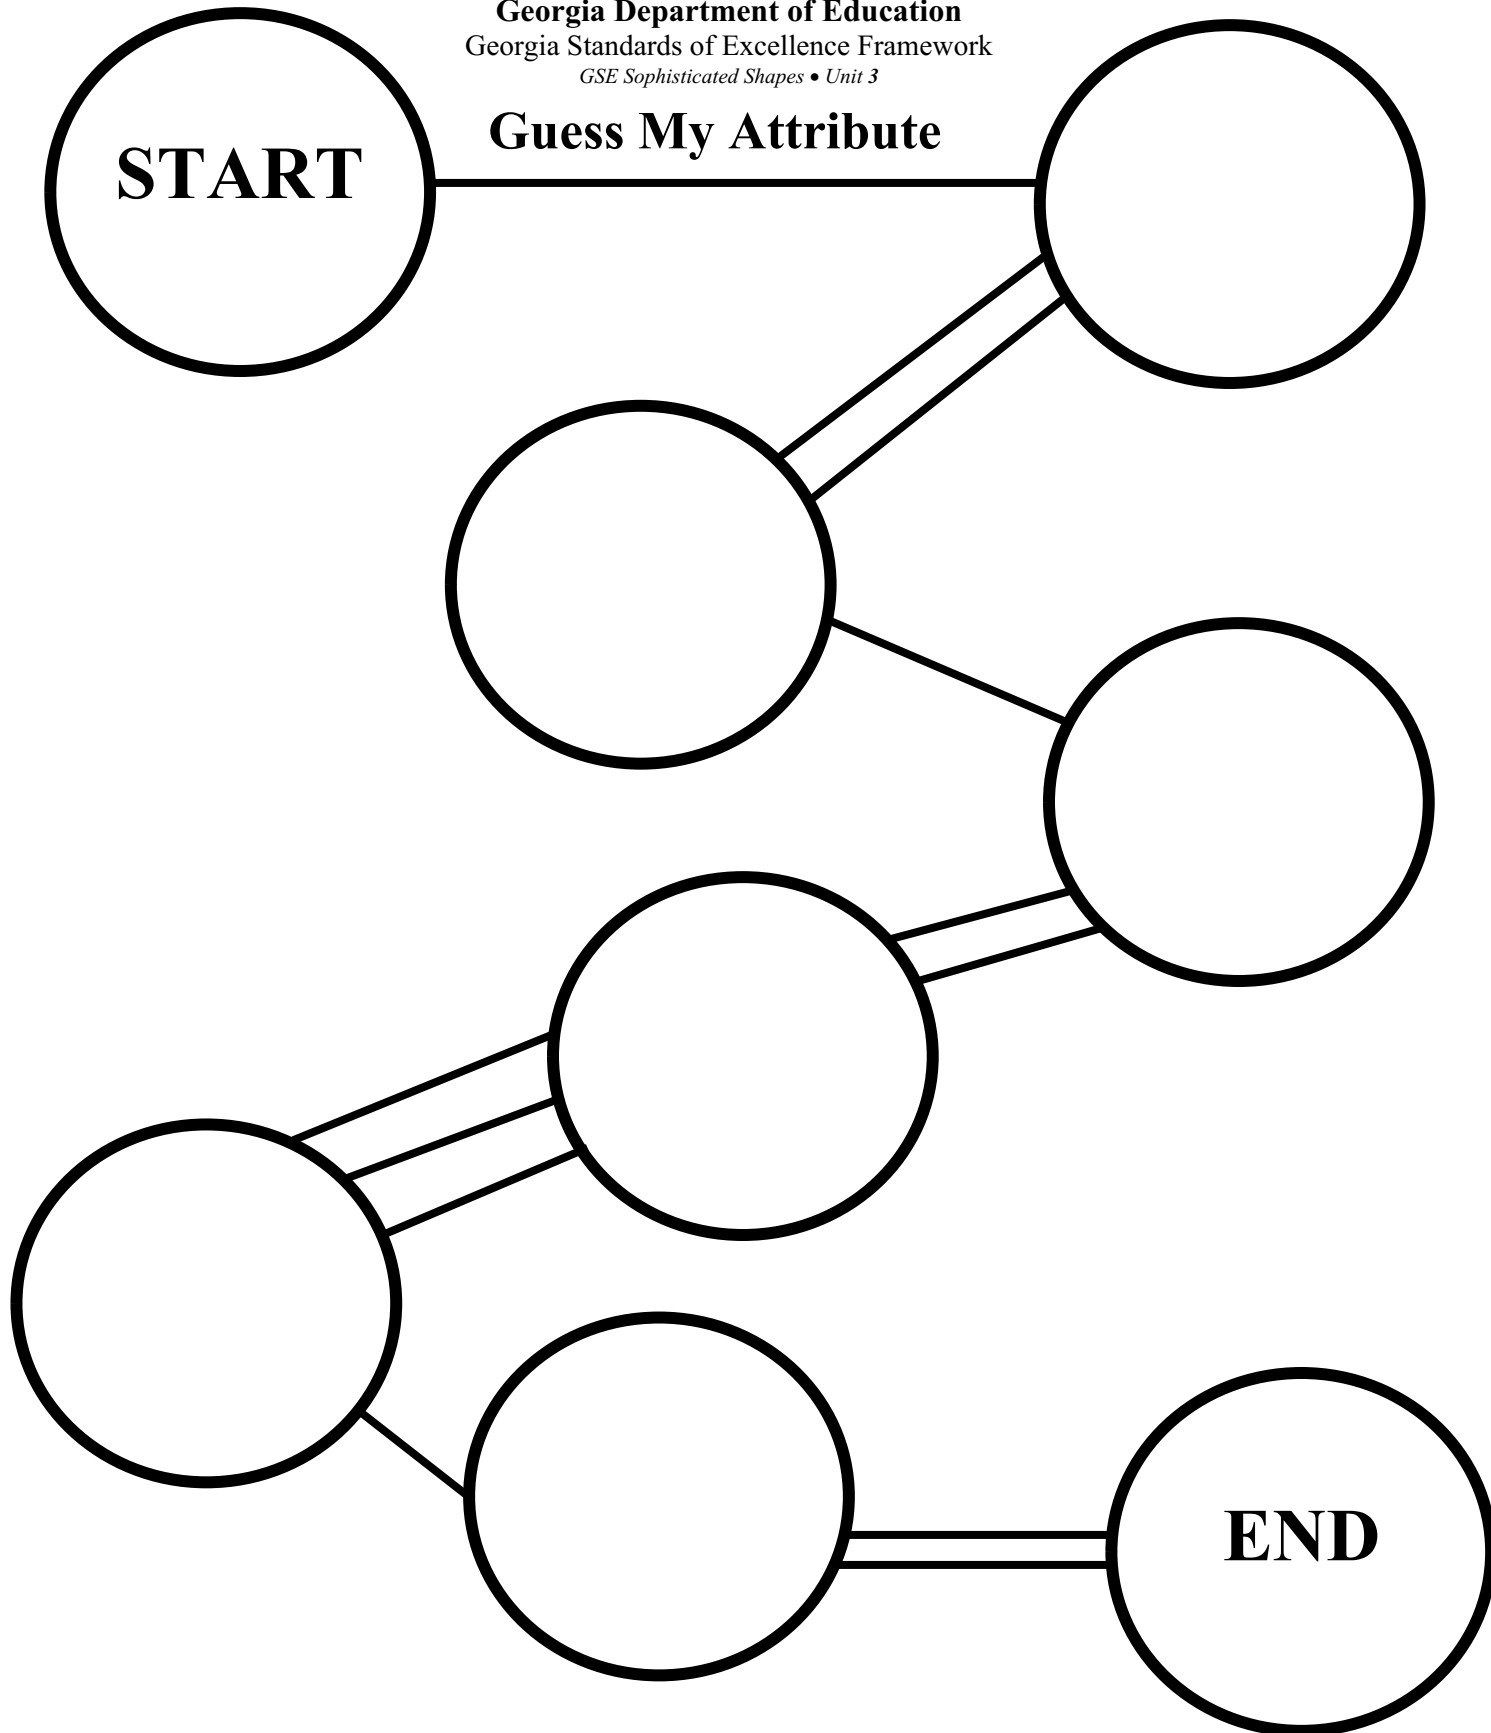 Georgia Department of Education
Georgia Standards of Excellence Framework
GSE Sophisticated Shapes • Unit 3
Guess My Attribute
START
END